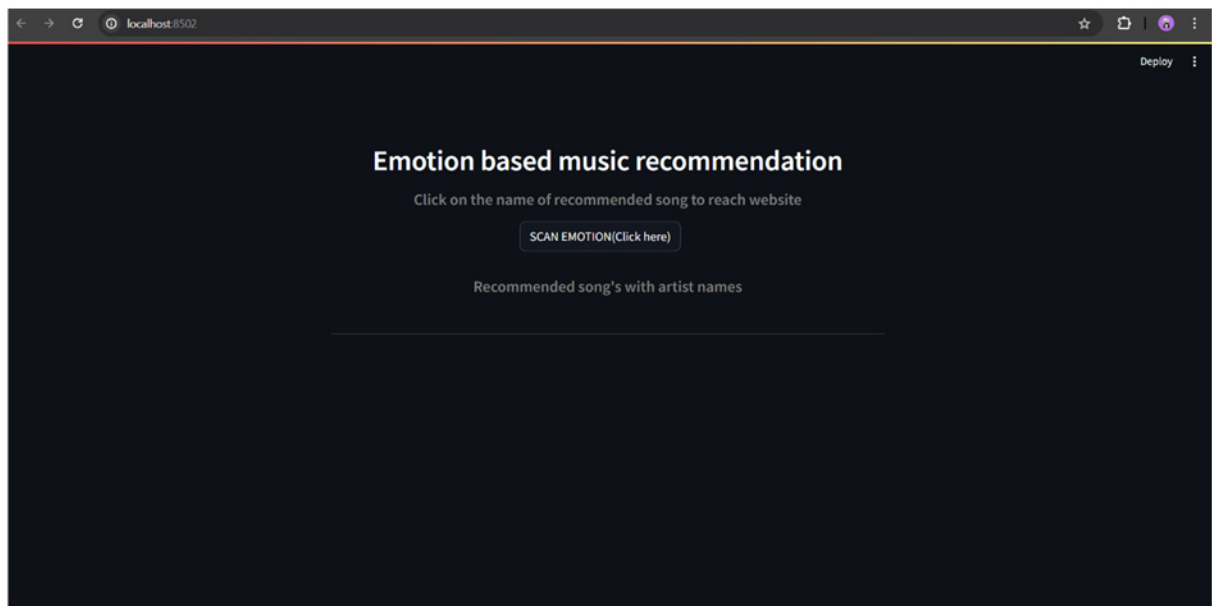 localhost:8502
Deploy
Emotion based music recommendation
Click on the name of recommended song to reach website
SCAN EMOTION(Click here)
Recommended song's with artist names